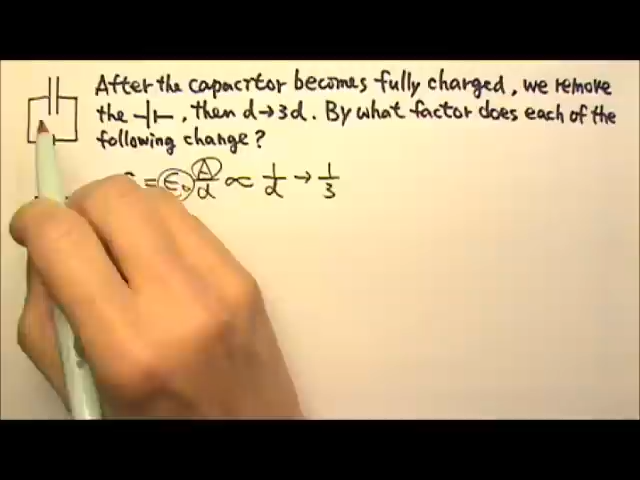 After the capacitor becomes fully charged, we remove
the ⊣⊢, then d→3d. By what factor does each of the
following change?
= ε₀ A/d ∝ 1/d → 1/3